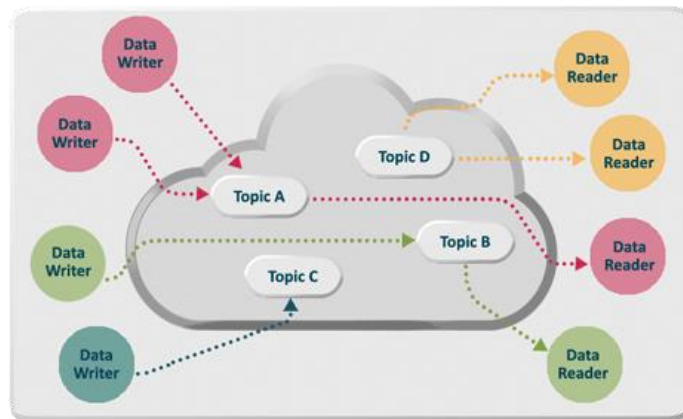 Data
Writer
Data
Writer
Data
Writer
Data
Writer
Topic D
Topic A
Topic B
Topic C
Data
Reader
Data
Reader
Data
Reader
Data
Reader